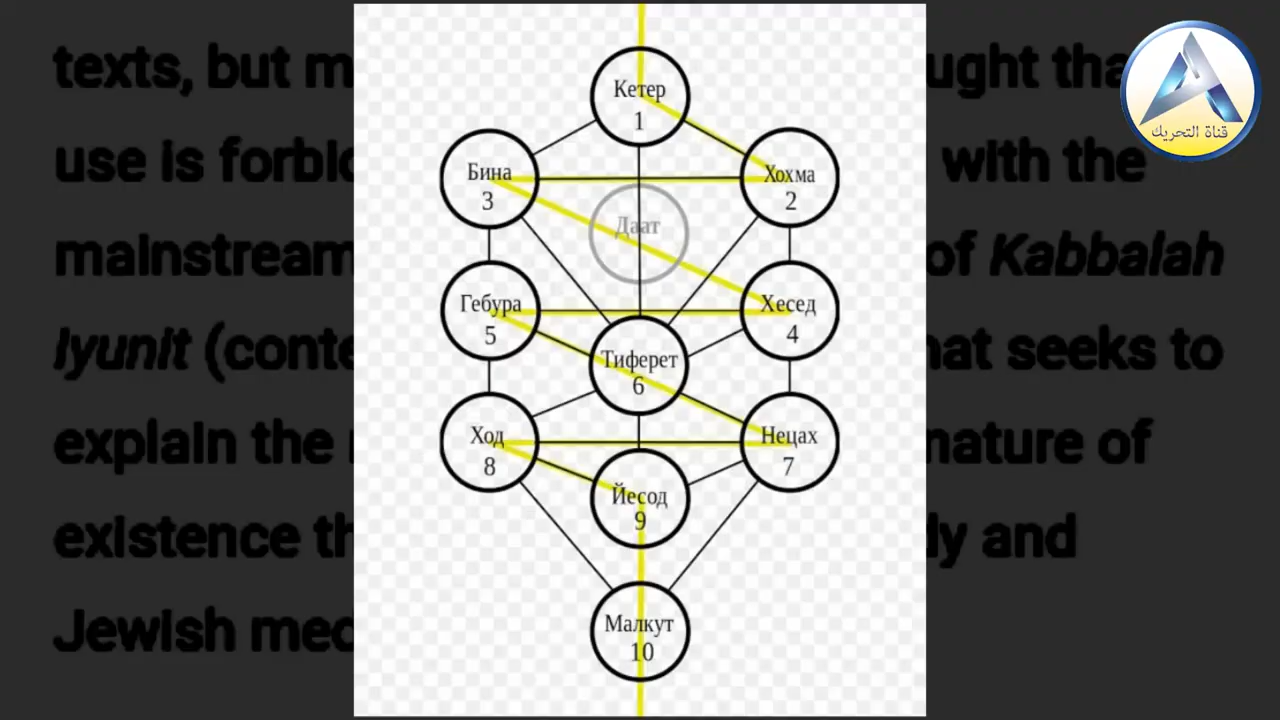 texts, but m
ught tha
use is forbi
with the
mainstream
of Kabbalah
Iyunit (conte
hat seeks to
explain the
nature of
existence th
dy and
Jewish med
Кетер
1
Бина
3
Хохма
2
Даат
Гебура
5
Хесед
4
Тиферет
6
Ход
8
Нецах
7
Йесод
9
Малкут
10
قناة التحريك